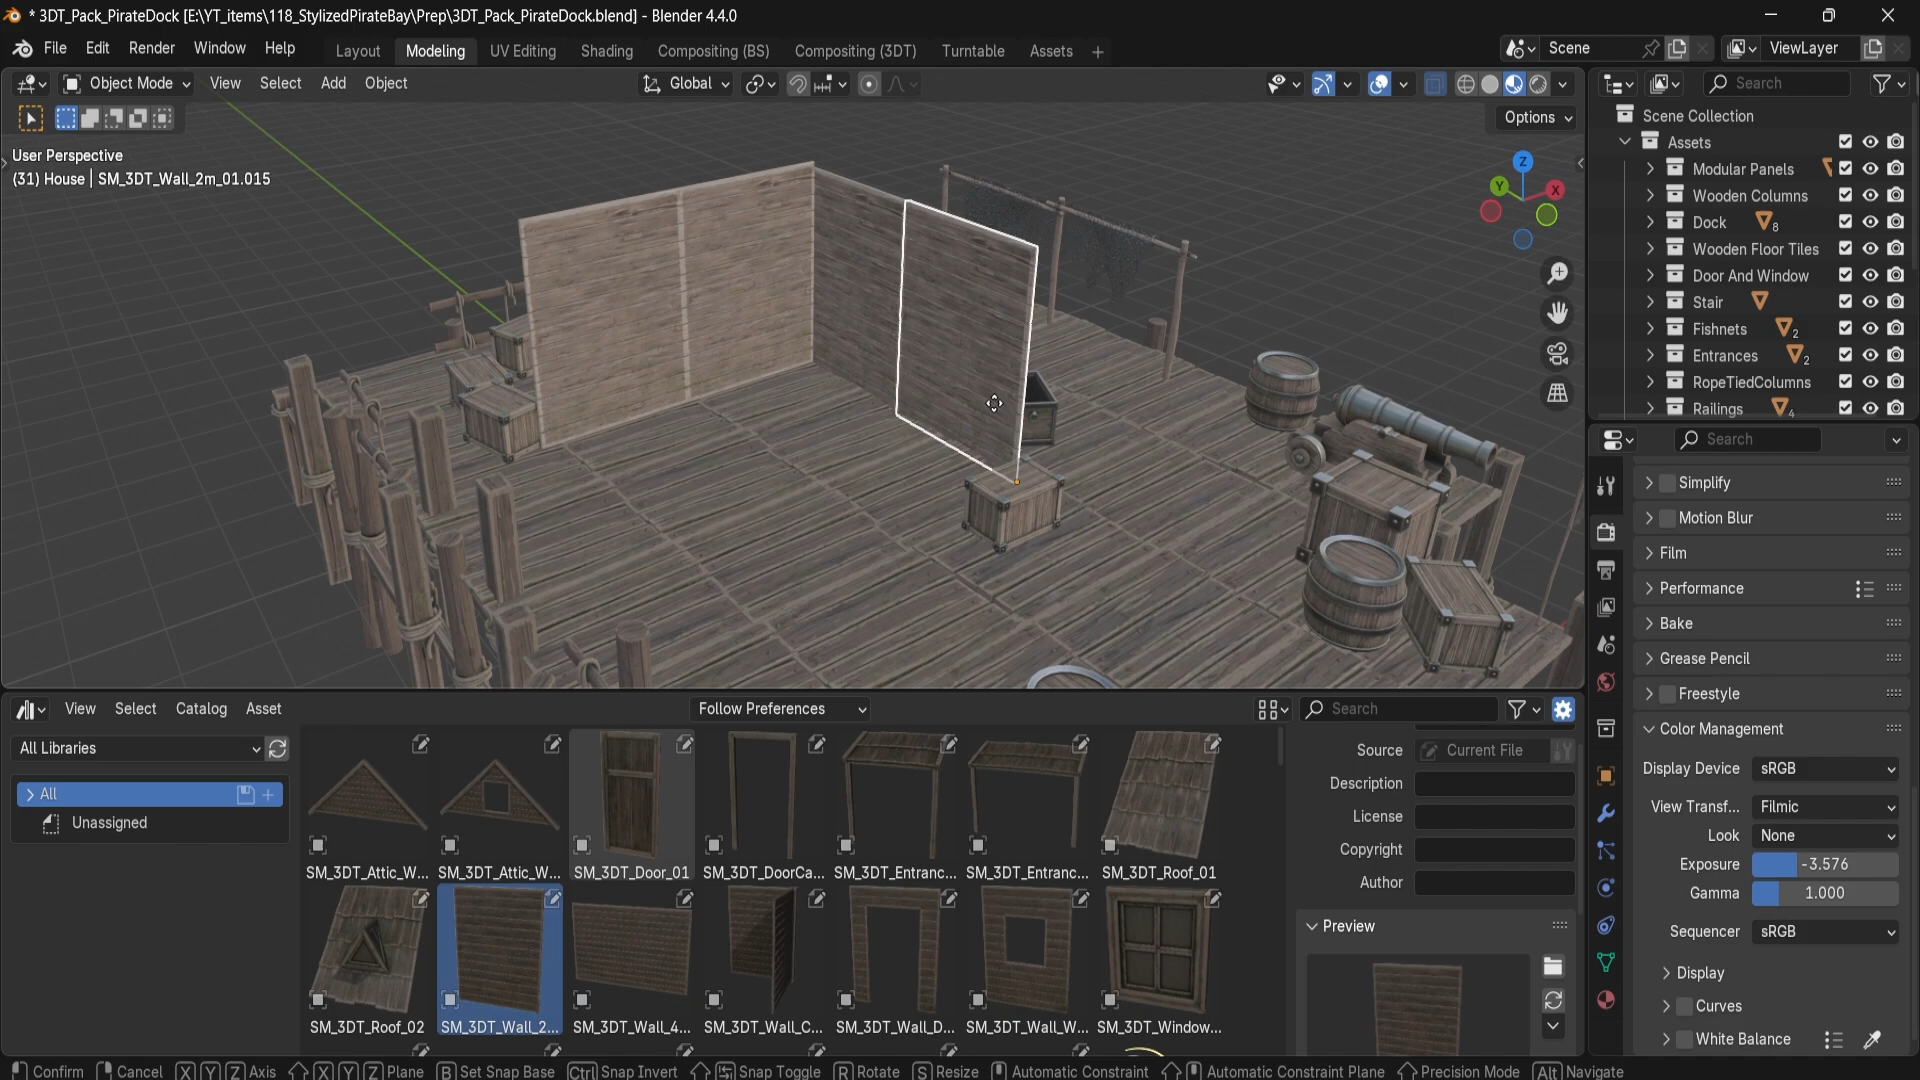 * 3DT_Pack_PirateDock [E:\YT_items\118_StylizedPirateBay\Prep\3DT_Pack_PirateDock.blend] - Blender 4.4.0
File Edit Render Window Help Layout Modeling UV Editing Shading Compositing (BS) Compositing (3DT) Turntable Assets + Scene ViewLayer
Object Mode View Select Add Object Global Search
Options
User Perspective
(31) House | SM_3DT_Wall_2m_01.015
Z
Y
X
Scene Collection
Assets
Modular Panels
Wooden Columns
Dock 8
Wooden Floor Tiles
Door And Window
Stair
Fishnets 2
Entrances 2
RopeTiedColumns
Railings 4
Search
Simplify
Motion Blur
Film
Performance
Bake
Grease Pencil
Freestyle
Color Management
Display Device sRGB
View Transf... Filmic
Look None
Exposure -3.576
Gamma 1.000
Sequencer sRGB
Display
Curves
White Balance
View Select Catalog Asset Follow Preferences Search
All Libraries
All
Unassigned
SM_3DT_Attic_W... SM_3DT_Attic_W... SM_3DT_Door_01 SM_3DT_DoorCa... SM_3DT_Entranc... SM_3DT_Entranc... SM_3DT_Roof_01
SM_3DT_Roof_02 SM_3DT_Wall_2... SM_3DT_Wall_4... SM_3DT_Wall_C... SM_3DT_Wall_D... SM_3DT_Wall_W... SM_3DT_Window...
Source Current File
Description
License
Copyright
Author
Preview
Confirm Cancel X Y Z Axis X Y Z Plane B Set Snap Base Ctrl Snap Invert Snap Toggle R Rotate S Resize Automatic Constraint Automatic Constraint Plane Precision Mode Alt Navigate